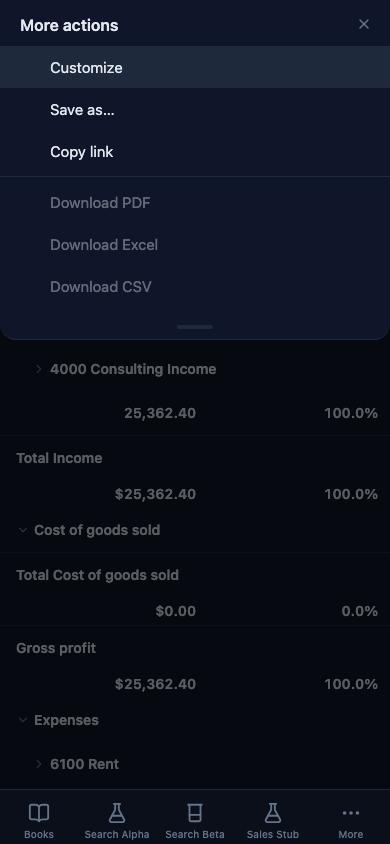 More actions
Customize
Save as...
Copy link
Download PDF
Download Excel
Download CSV
4000 Consulting Income
25,362.40 100.0%
Total Income
$25,362.40 100.0%
Cost of goods sold
Total Cost of goods sold
$0.00 0.0%
Gross profit
$25,362.40 100.0%
Expenses
6100 Rent
Books Search Alpha Search Beta Sales Stub More